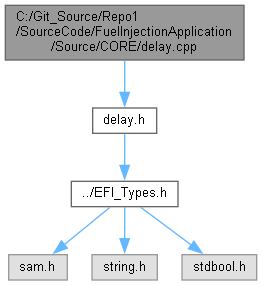 C:/Git_Source/Repo1
/SourceCode/FuelInjectionApplication
/Source/CORE/delay.cpp
delay.h
../EFI_Types.h
sam.h
string.h
stdbool.h